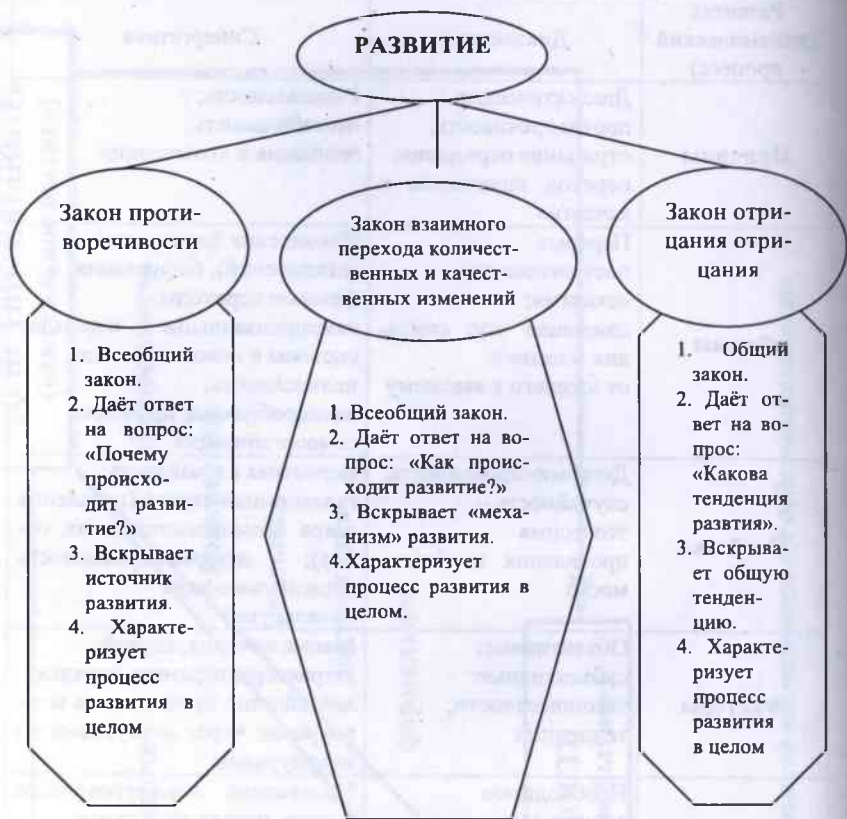 РАЗВИТИЕ
Закон проти-
воречивости
Закон взаимного
перехода количест-
венных и качест-
венных изменений
Закон отри-
цания отри-
цания
1. Всеобщий
закон.
2. Даёт ответ
на вопрос:
«Почему
происхо-
дит разви-
тие?»
3. Вскрывает
источник
развития.
4. Характе-
ризует
процесс
развития в
целом
1. Всеобщий закон.
2. Даёт ответ на во-
прос: «Как проис-
ходит развитие?»
3. Вскрывает «меха-
низм» развития.
4.Характеризует
процесс развития в
целом.
1. Общий
закон.
2. Даёт от-
вет на во-
прос:
«Какова
тенденция
развтия».
3. Вскрыва-
ет общую
тенден-
цию.
4. Характе-
ризует
процесс
развития
в целом